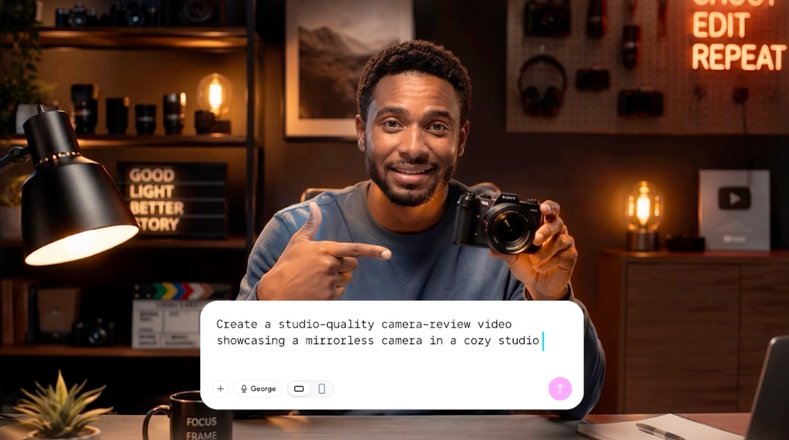 EDIT
REPEAT
GOOD
LIGHT
BETTER
STORY
SONY
Create a studio-quality camera-review video
showcasing a mirrorless camera in a cozy studio
George
FOCUS
FRAME